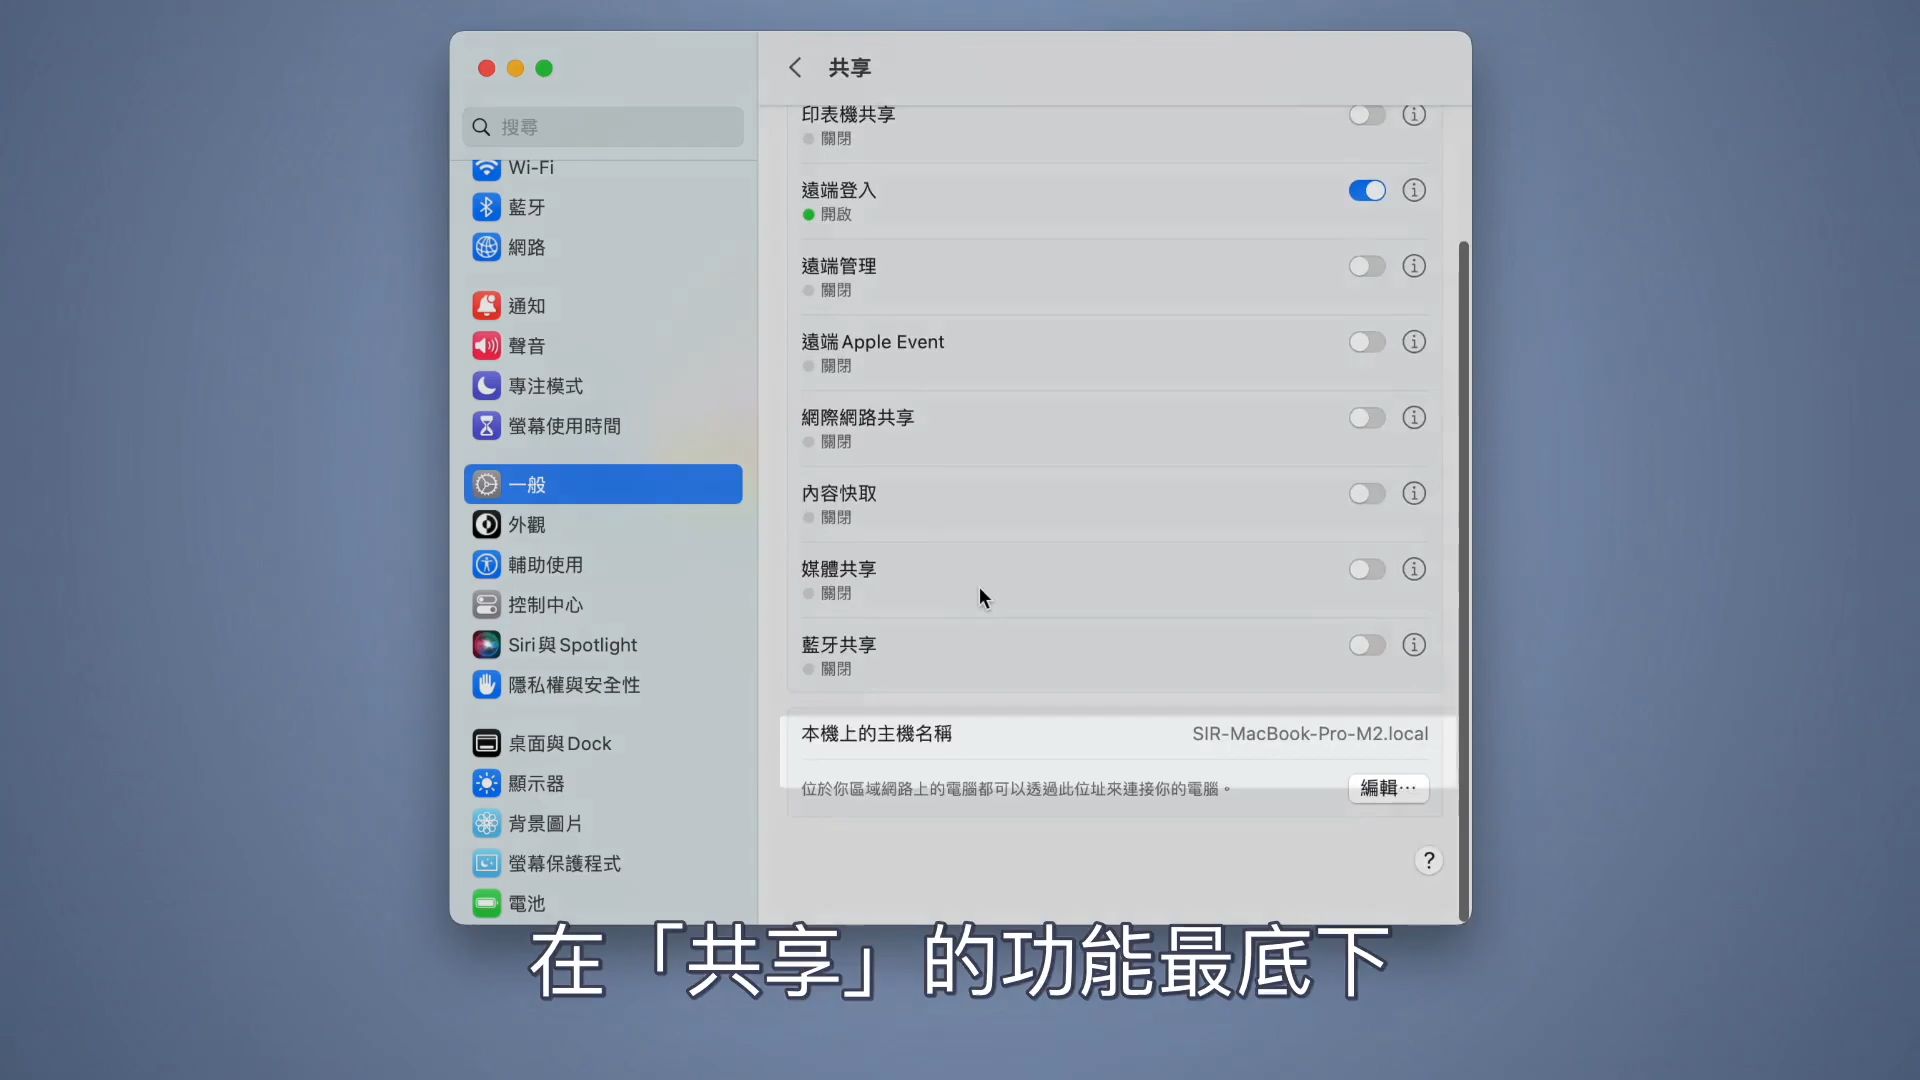 搜尋
Wi-Fi
藍牙
網路
通知
聲音
專注模式
螢幕使用時間
一般
外觀
輔助使用
控制中心
Siri與Spotlight
隱私權與安全性
桌面與Dock
顯示器
背景圖片
螢幕保護程式
電池
共享
印表機共享
關閉
遠端登入
開啟
遠端管理
關閉
遠端Apple Event
關閉
網際網路共享
關閉
內容快取
關閉
媒體共享
關閉
藍牙共享
關閉
本機上的主機名稱 SIR-MacBook-Pro-M2.local
位於你區域網路上的電腦都可以透過此位址來連接你的電腦。 編輯…
?
在「共享」的功能最底下